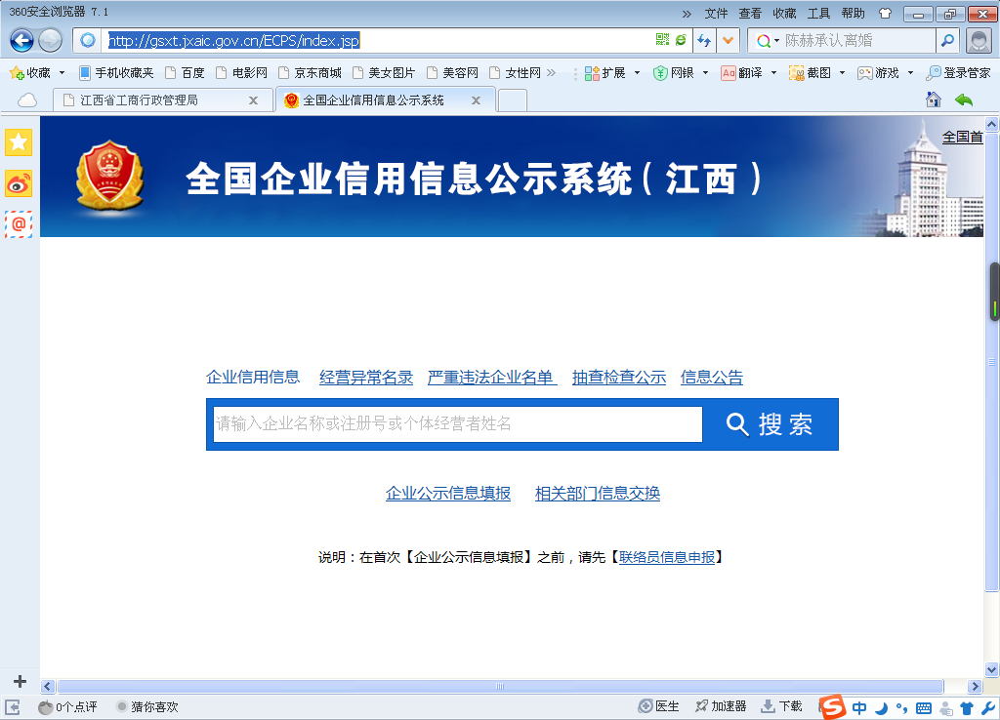 360安全浏览器 7.1
» 文件 查看 收藏 工具 帮助
http://gsxt.jxaic.gov.cn/ECPS/index.jsp
陈赫承认离婚
收藏 手机收藏夹 百度 电影网 京东商城 美女图片 美容网 女性网 » 扩展 网银 Aa 翻译 截图 游戏 登录管家
江西省工商行政管理局
全国企业信用信息公示系统
全国首
全国企业信用信息公示系统（江西）
@
企业信用信息 经营异常名录 严重违法企业名单 抽查检查公示 信息公告
请输入企业名称或注册号或个体经营者姓名
搜索
企业公示信息填报 相关部门信息交换
说明：在首次【企业公示信息填报】之前，请先【联络员信息申报】
0个点评 猜你喜欢 医生 加速器 下载 S 中